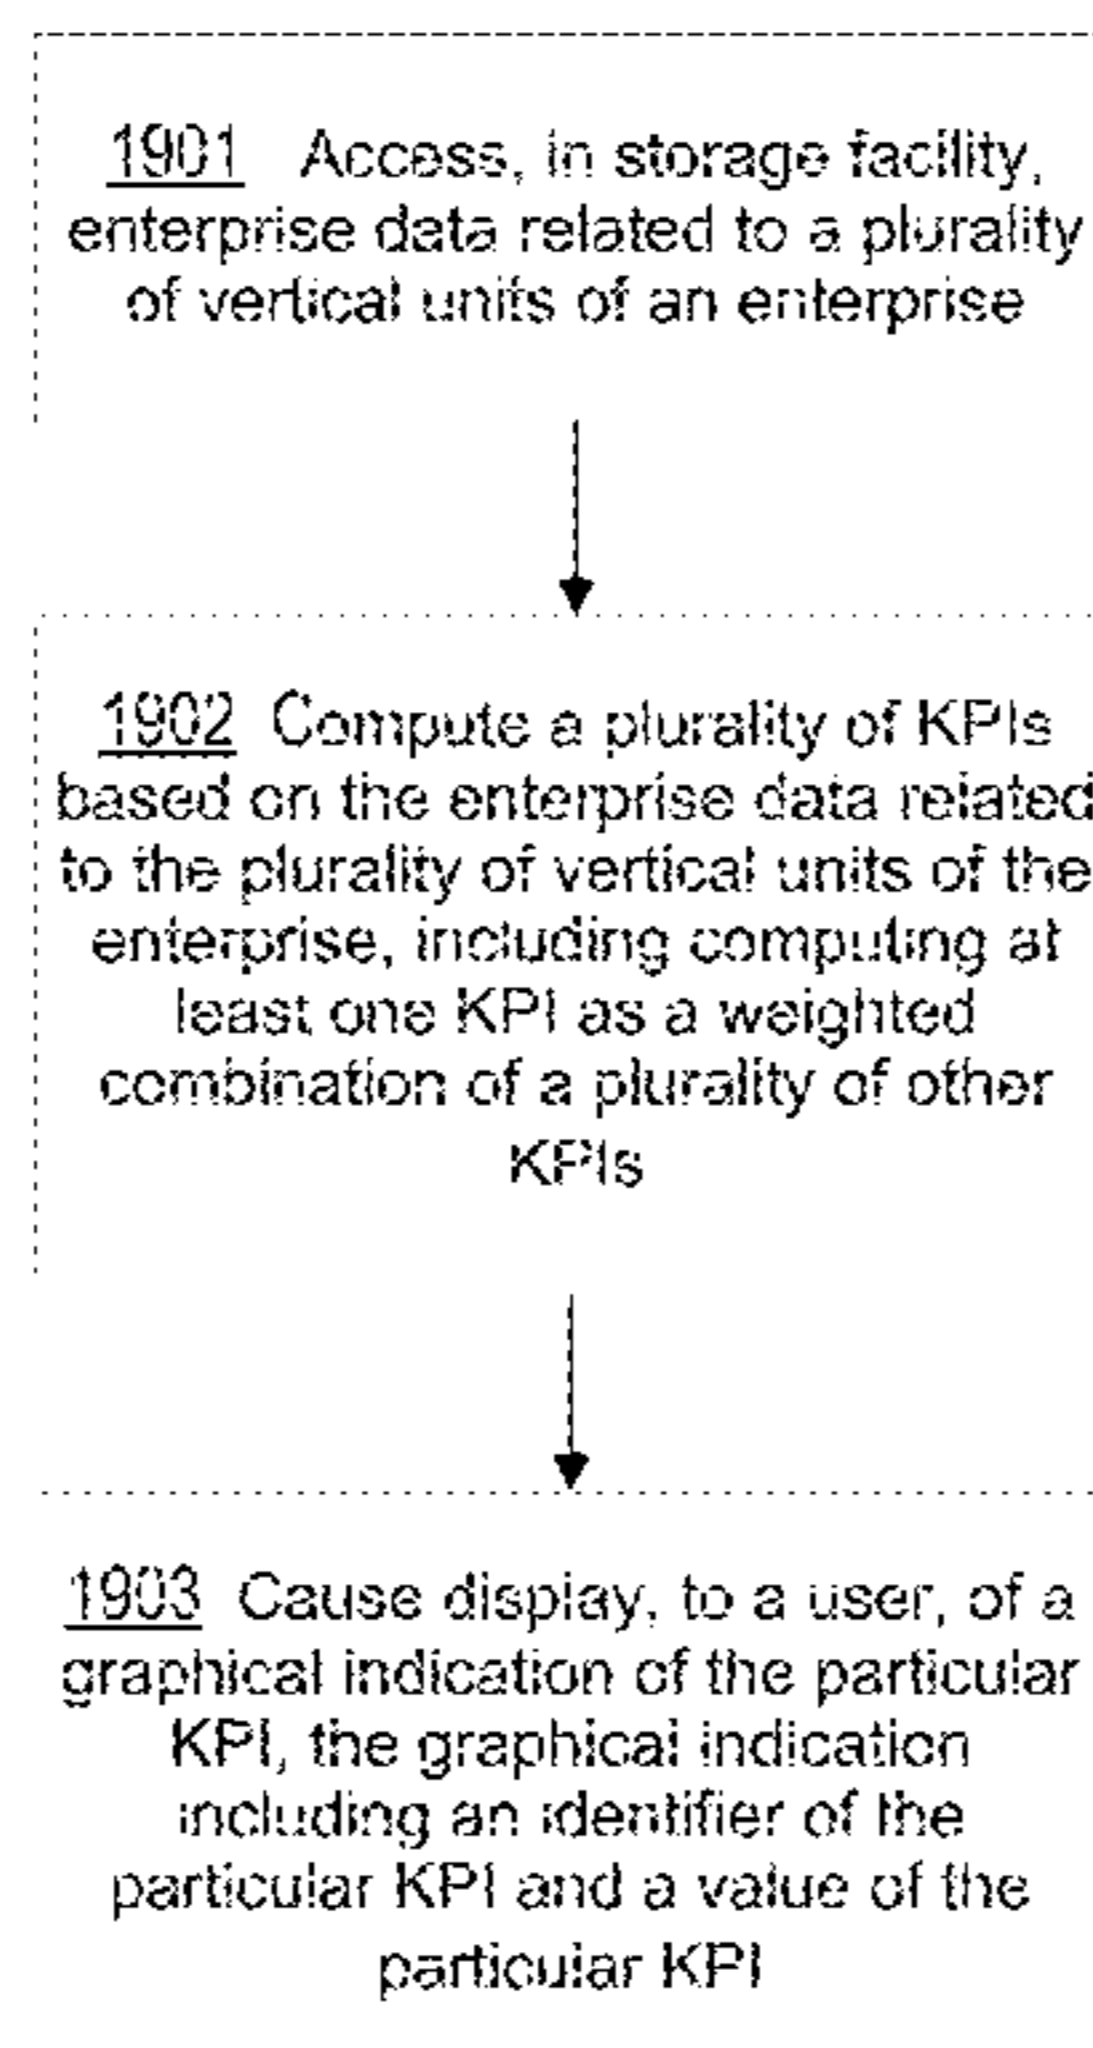 1901 Access, in storage facility,
enterprise data related to a plurality
of vertical units of an enterprise
1902 Compute a plurality of KPIs
based on the enterprise data related
to the plurality of vertical units of the
enterprise, including computing at
least one KPI as a weighted
combination of a plurality of other
KPIs
1903 Cause display, to a user, of a
graphical indication of the particular
KPI, the graphical indication
including an identifier of the
particular KPI and a value of the
particular KPI